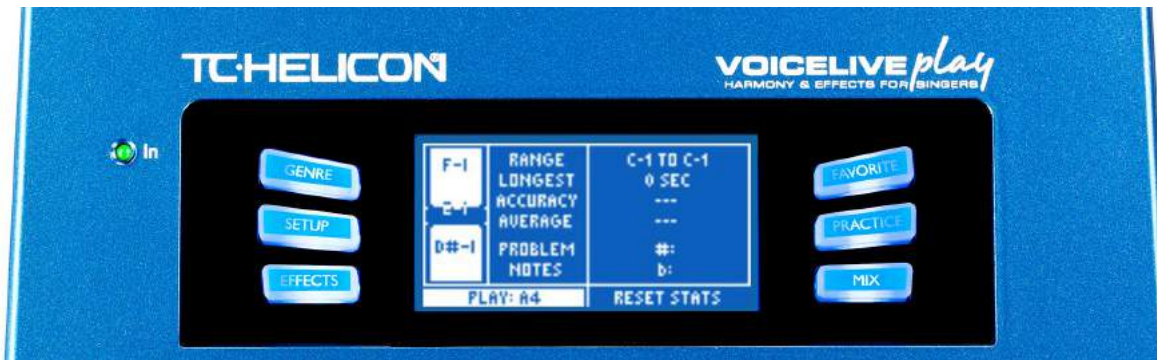 TC·HELICON
VOICELIVE play
HARMONY & EFFECTS FOR SINGERS
In
GENRE
SETUP
EFFECTS
F-1
E-1
D#-1
RANGE C-1 TO C-1
LONGEST 0 SEC
ACCURACY ---
AVERAGE ---
PROBLEM #:
NOTES b:
PLAY: A4 RESET STATS
FAVORITE
PRACTICE
MIX